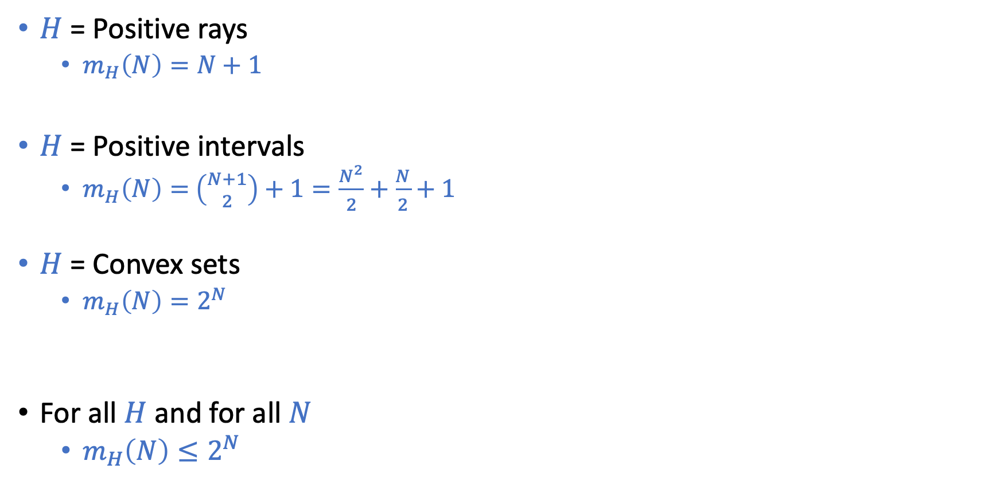 • H = Positive rays
• m_H(N) = N + 1
• H = Positive intervals
• m_H(N) = \binom{N+1}{2} + 1 = \frac{N^2}{2} + \frac{N}{2} + 1
• H = Convex sets
• m_H(N) = 2^N
• For all H and for all N
• m_H(N) ≤ 2^N